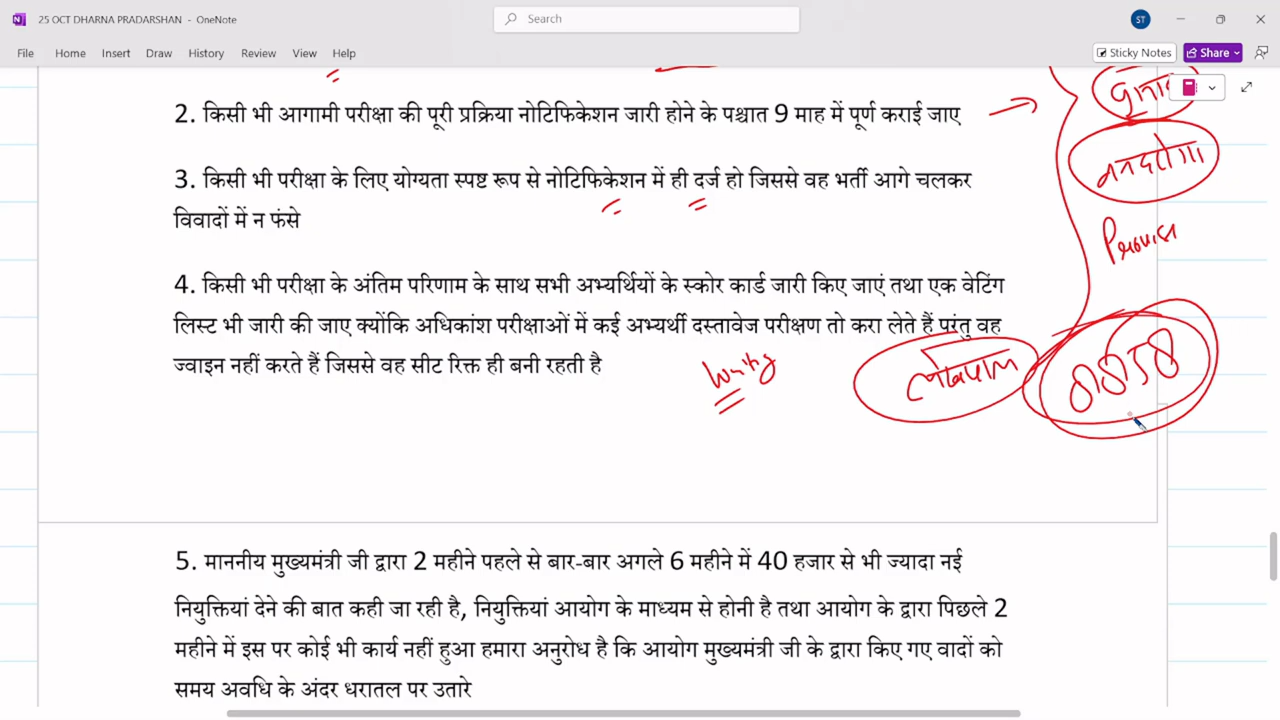 25 OCT DHARNA PRADARSHAN - OneNote
Search
ST
File Home Insert Draw History Review View Help
Sticky Notes Share
2. किसी भी आगामी परीक्षा की पूरी प्रक्रिया नोटिफिकेशन जारी होने के पश्चात 9 माह में पूर्ण कराई जाए
3. किसी भी परीक्षा के लिए योग्यता स्पष्ट रूप से नोटिफिकेशन में ही दर्ज हो जिससे वह भर्ती आगे चलकर
विवादों में न फंसे
Promise
4. किसी भी परीक्षा के अंतिम परिणाम के साथ सभी अभ्यर्थियों के स्कोर कार्ड जारी किए जाएं तथा एक वेटिंग
लिस्ट भी जारी की जाए क्योंकि अधिकांश परीक्षाओं में कई अभ्यर्थी दस्तावेज परीक्षण तो करा लेते हैं परंतु वह
ज्वाइन नहीं करते हैं जिससे वह सीट रिक्त ही बनी रहती है
लेखपाल
5. माननीय मुख्यमंत्री जी द्वारा 2 महीने पहले से बार-बार अगले 6 महीने में 40 हजार से भी ज्यादा नई
नियुक्तियां देने की बात कही जा रही है, नियुक्तियां आयोग के माध्यम से होनी है तथा आयोग के द्वारा पिछले 2
महीने में इस पर कोई भी कार्य नहीं हुआ हमारा अनुरोध है कि आयोग मुख्यमंत्री जी के द्वारा किए गए वादों को
समय अवधि के अंदर धरातल पर उतारे